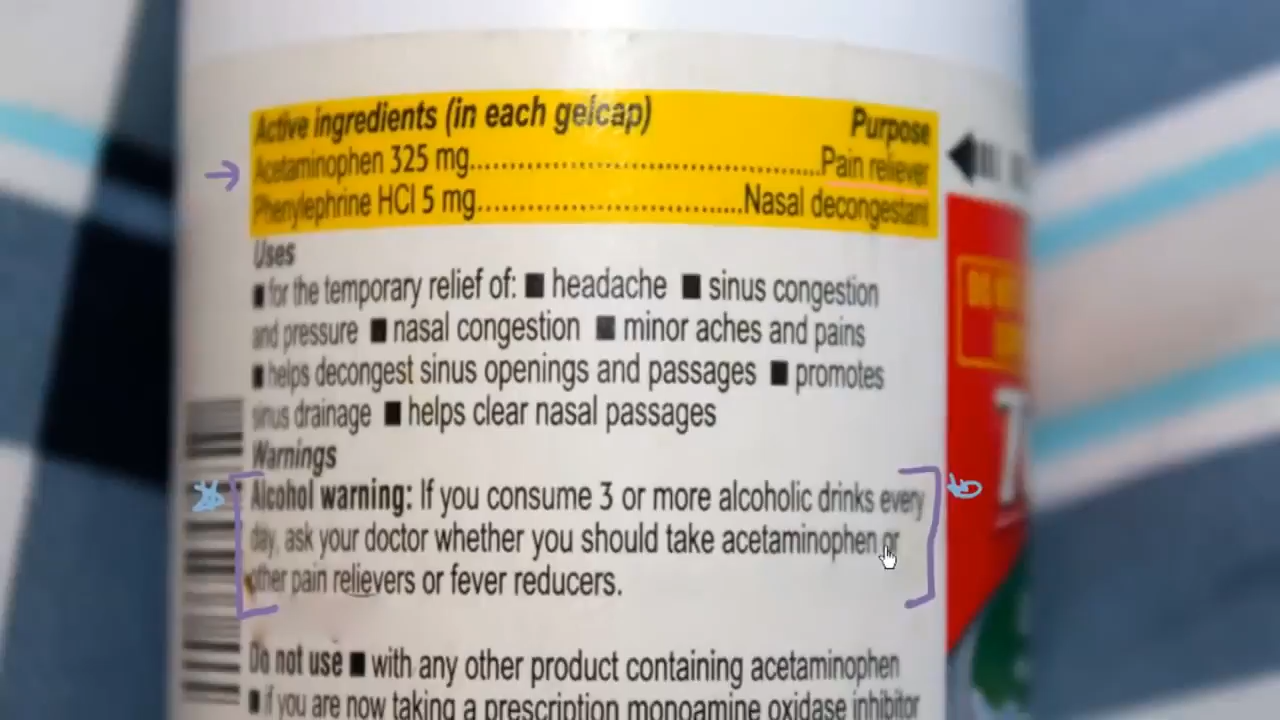 Active ingredients (in each gelcap) Purpose
Acetaminophen 325 mg..............................................Pain reliever
Phenylephrine HCl 5 mg...................................Nasal decongestant
Uses
■ for the temporary relief of: ■ headache ■ sinus congestion
and pressure ■ nasal congestion ■ minor aches and pains
■ helps decongest sinus openings and passages ■ promotes
sinus drainage ■ helps clear nasal passages
Warnings
Alcohol warning: If you consume 3 or more alcoholic drinks every
day, ask your doctor whether you should take acetaminophen or
other pain relievers or fever reducers.
Do not use ■ with any other product containing acetaminophen
■ if you are now taking a prescription monoamine oxidase inhibitor